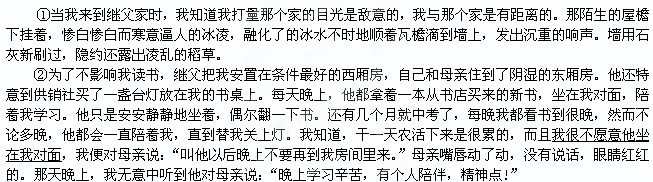 ①当我来到继父家时，我知道我打量那个家的目光是敌意的，我与那个家是有距离的。那陌生的屋檐
下挂着，惨白惨白而寒意逼人的冰凌，融化了的冰水不时地顺着瓦檐滴到墙上，发出沉重的响声。墙用石
灰新刷过，隐约还露出凌乱的稻草。
②为了不影响我读书，继父把我安置在条件最好的西厢房，自己和母亲住到了阴湿的东厢房。他还特
意到供销社买了一盏台灯放在我的书桌上。每天晚上，他都拿着一本从书店买来的新书，坐在我对面，陪
着我学习。他只是安安静静地坐着，偶尔翻一下书。还有几个月就中考了，每晚我都看书到很晚，然而不
论多晚，他都会一直陪着我，直到替我关上灯。我知道，干一天农活下来是很累的，而且我很不愿意他坐
在我对面，我便对母亲说：“叫他以后晚上不要再到我房间里来。”母亲嘴唇动了动，没有说话，眼睛红红
的。那天晚上，我无意中听到他对母亲说：“晚上学习辛苦，有个人陪伴，精神点！”